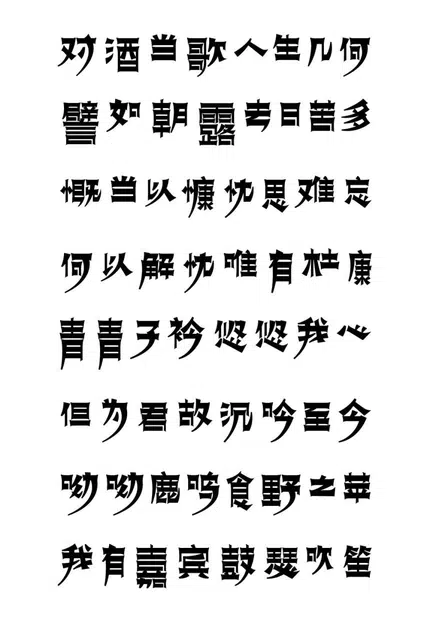 对酒当歌人生几何
譬如朝露去日苦多
慨当以慷忧思难忘
何以解忧唯有杜康
青青子衿悠悠我心
但为君故沉吟至今
呦呦鹿鸣食野之苹
我有嘉宾鼓瑟吹笙